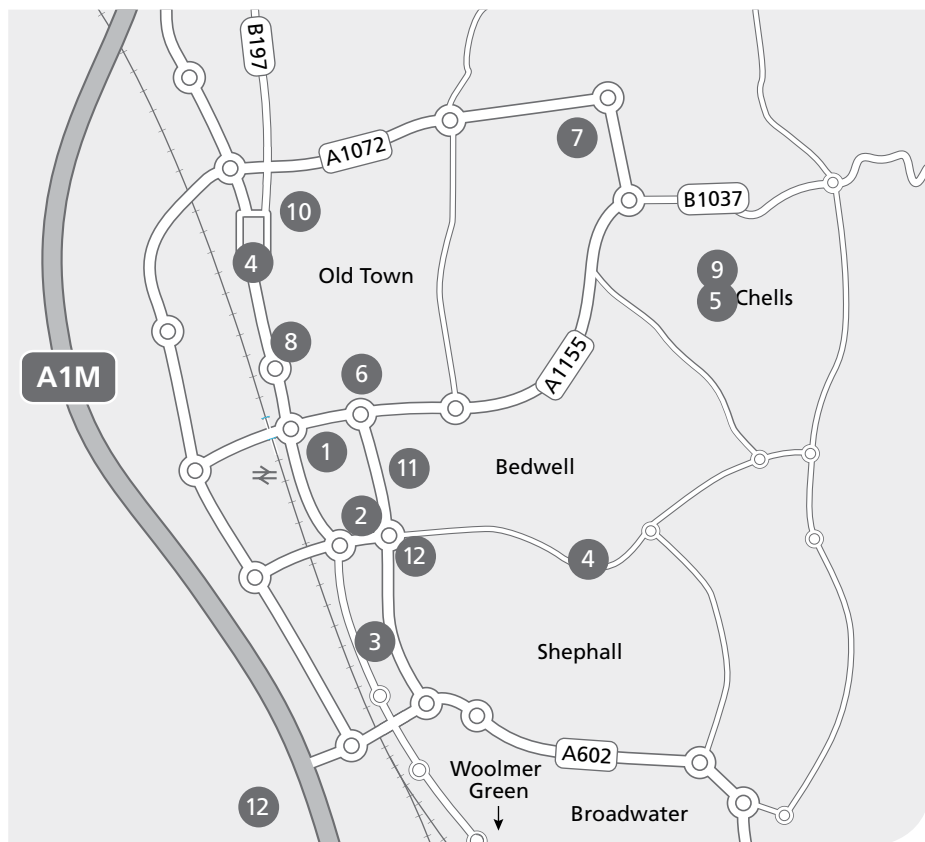 B197
A1072
7
B1037
10
4
Old Town
9
5
Chells
8
A1M
6
A1155
1
11
Bedwell
2
12
4
3
Shephall
A602
Woolmer
Green
12
Broadwater